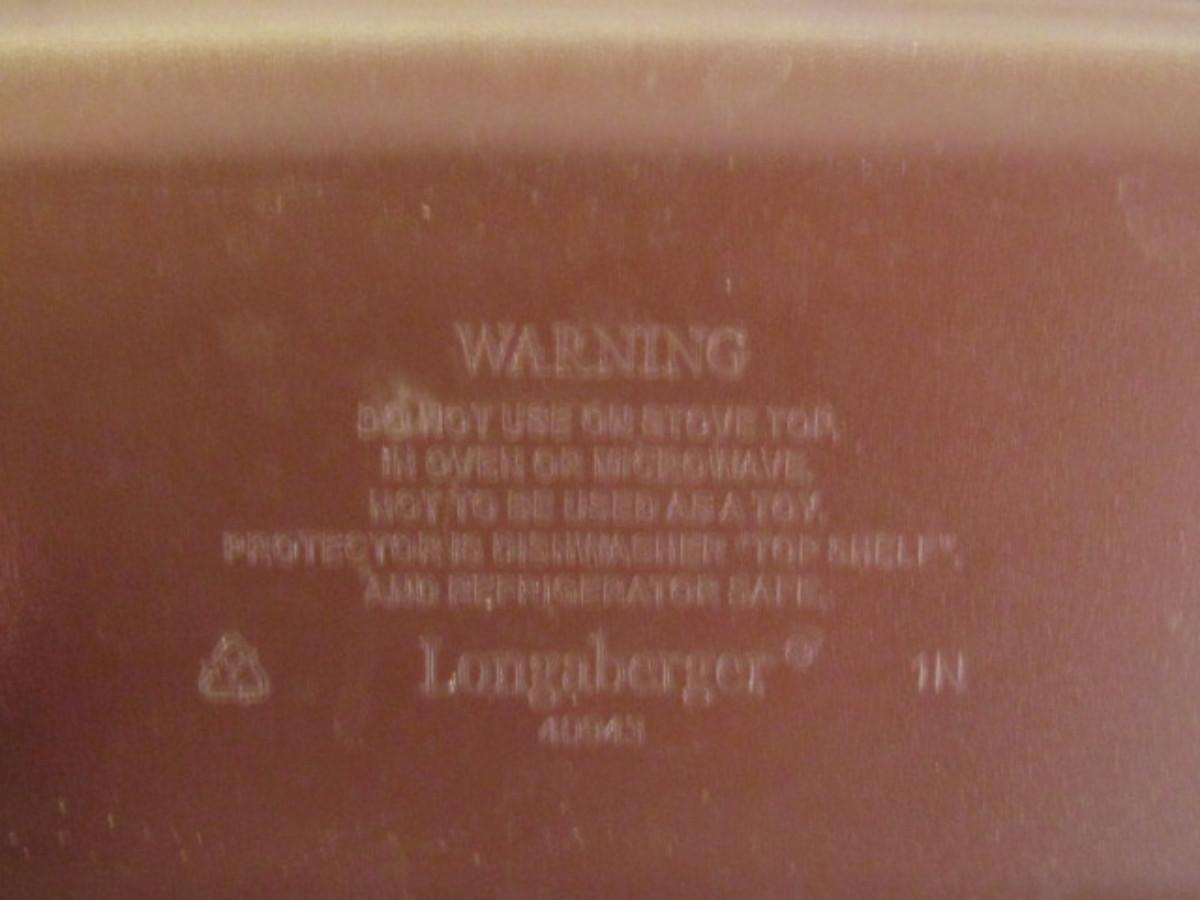 WARNING
DO NOT USE ON STOVE TOP,
IN OVEN OR MICROWAVE,
NOT TO BE USED AS A TOY.
PROTECTOR IS DISHWASHER "TOP SHELF",
AND REFRIGERATOR SAFE.
Longaberger®
1N
40943